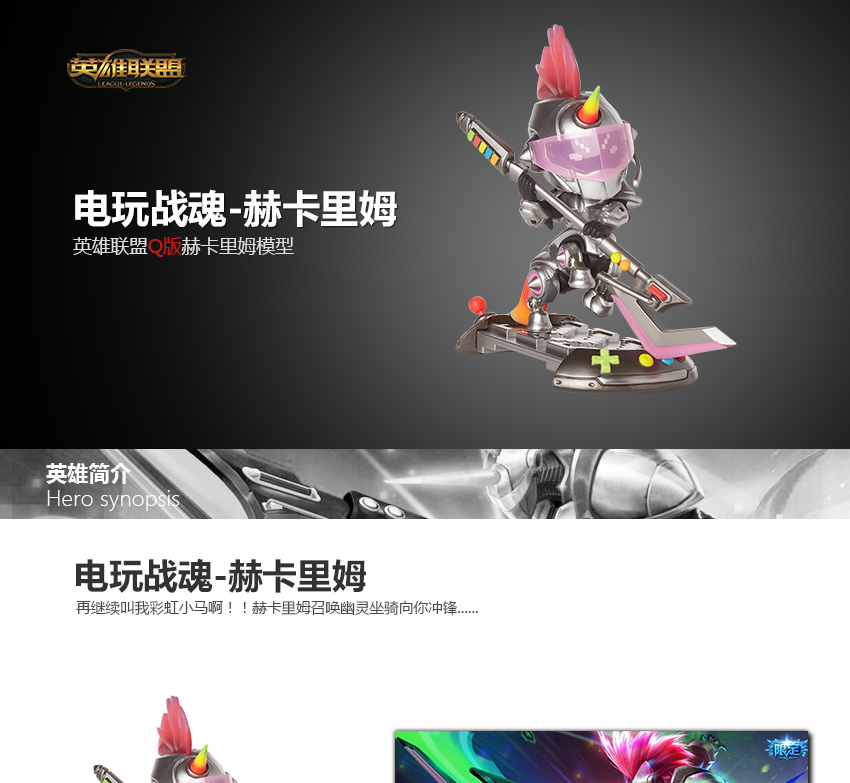 英雄联盟
LEAGUE OF LEGENDS
电玩战魂-赫卡里姆
英雄联盟Q版赫卡里姆模型
英雄简介
Hero synopsis
电玩战魂-赫卡里姆
再继续叫我彩虹小马啊！！赫卡里姆召唤幽灵坐骑向你冲锋......
限定